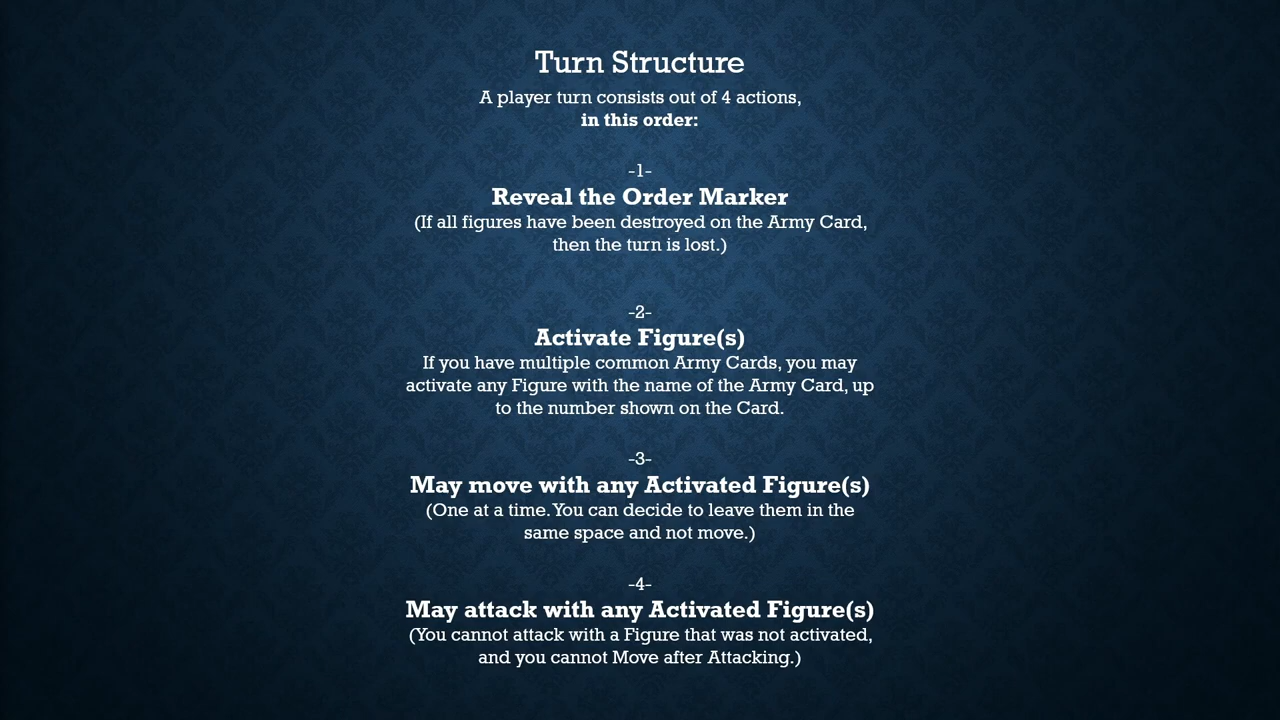 Turn Structure
A player turn consists out of 4 actions,
in this order:
-1-
Reveal the Order Marker
(If all figures have been destroyed on the Army Card,
then the turn is lost.)
-2-
Activate Figure(s)
If you have multiple common Army Cards, you may
activate any Figure with the name of the Army Card, up
to the number shown on the Card.
-3-
May move with any Activated Figure(s)
(One at a time. You can decide to leave them in the
same space and not move.)
-4-
May attack with any Activated Figure(s)
(You cannot attack with a Figure that was not activated,
and you cannot Move after Attacking.)